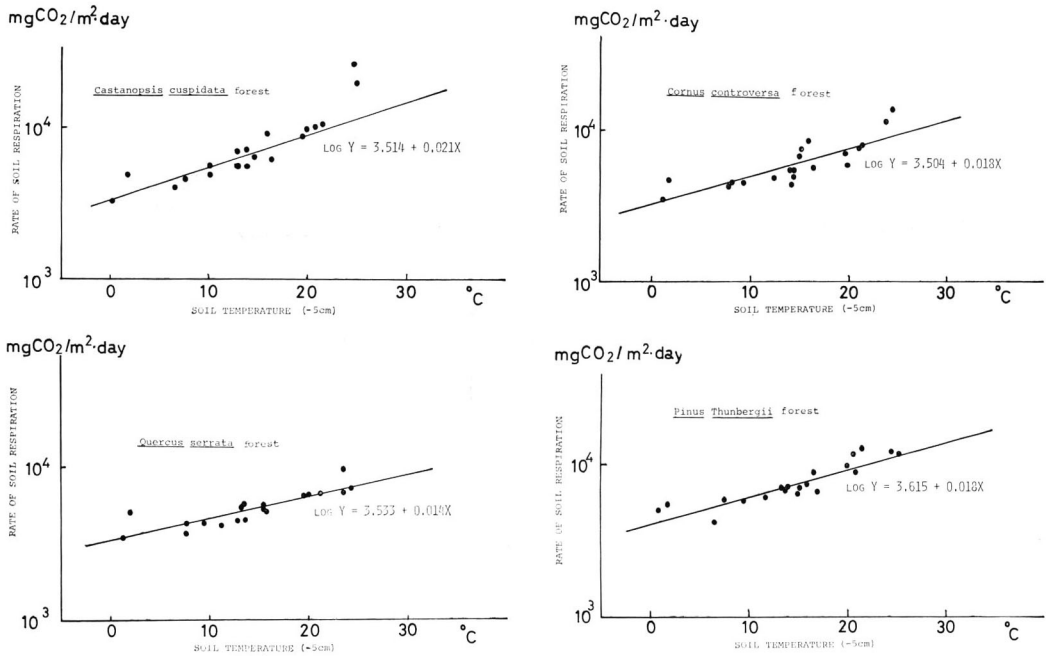 mgCO2/m2·day
RATE OF SOIL RESPIRATION
Castanopsis cuspidata forest
10^4
LOG Y = 3.514 + 0.021X
10^3
0 10 20 30 °C
SOIL TEMPERATURE (-5cm)
mgCO2/m2·day
RATE OF SOIL RESPIRATION
Cornus controversa forest
10^4
LOG Y = 3.504 + 0.018X
10^3
0 10 20 30 °C
SOIL TEMPERATURE (-5cm)
mgCO2/m2·day
RATE OF SOIL RESPIRATION
Quercus serrata forest
10^4
LOG Y = 3.533 + 0.014X
10^3
0 10 20 30 °C
SOIL TEMPERATURE (-5cm)
mgCO2/m2·day
RATE OF SOIL RESPIRATION
Pinus Thunbergii forest
10^4
LOG Y = 3.615 + 0.018X
10^3
0 10 20 30 °C
SOIL TEMPERATURE (-5cm)